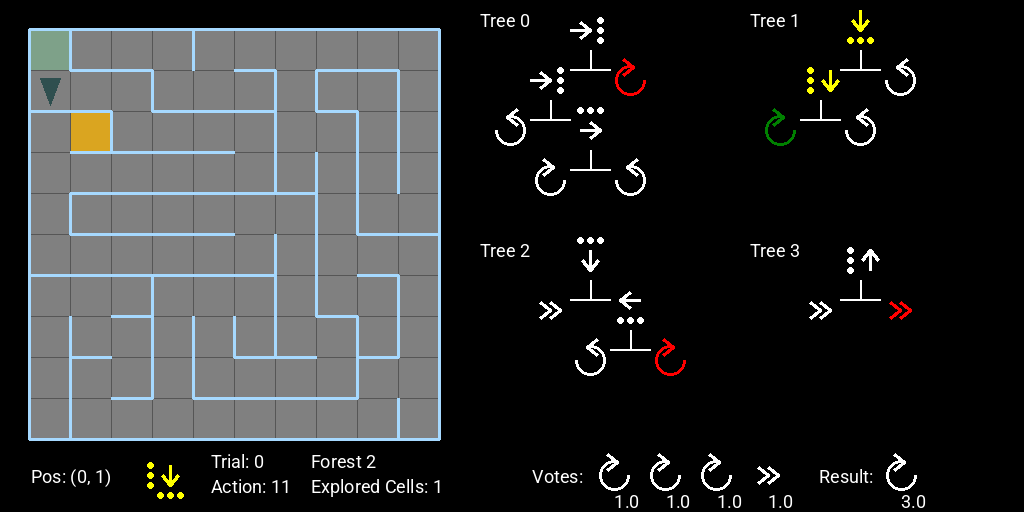 Tree 0
Tree 1
Tree 2
Tree 3
Pos: (0, 1)
Trial: 0
Forest 2
Action: 11
Explored Cells: 1
Votes:
1.0
1.0
1.0
1.0
Result:
3.0